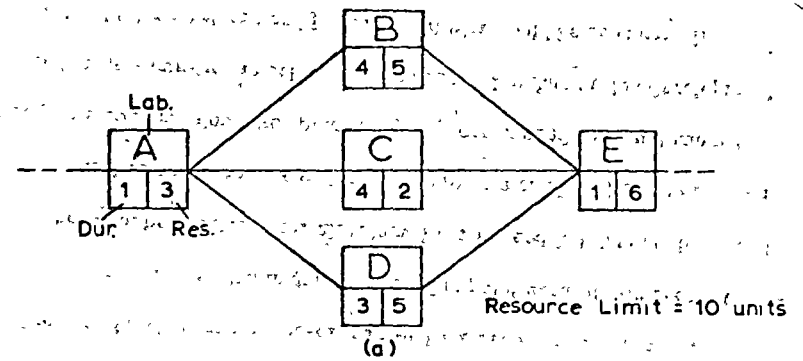 B
4 5
Lab.
A
1 3
Dur. Res.
C
4 2
E
1 6
D
3 5
Resource Limit = 10 units
(a)